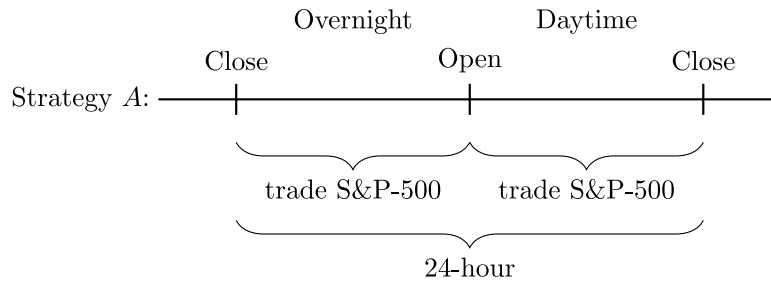 Overnight Daytime
Close Open Close
Strategy A:
trade S&P-500 trade S&P-500
24-hour